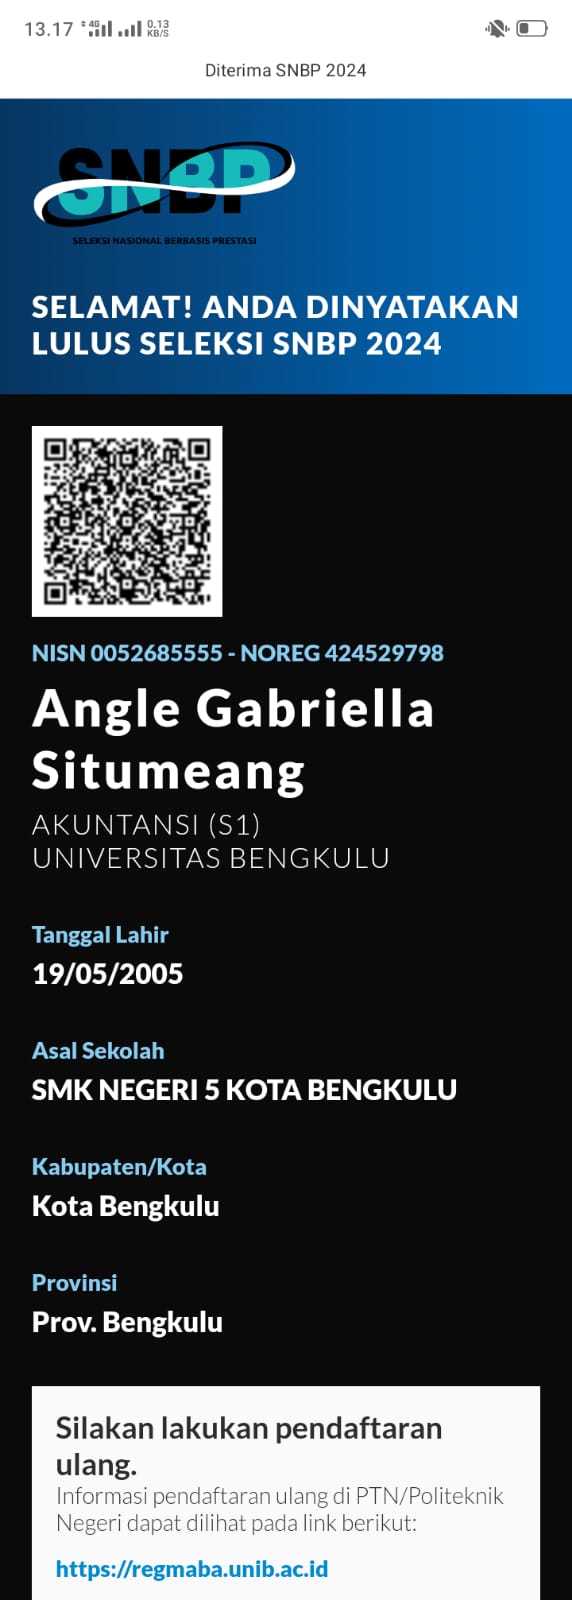 13.17 4G 0.13 KB/S
Diterima SNBP 2024
SNBP
SELEKSI NASIONAL BERBASIS PRESTASI
SELAMAT! ANDA DINYATAKAN
LULUS SELEKSI SNBP 2024
NISN 0052685555 - NOREG 424529798
Angle Gabriella
Situmeang
AKUNTANSI (S1)
UNIVERSITAS BENGKULU
Tanggal Lahir
19/05/2005
Asal Sekolah
SMK NEGERI 5 KOTA BENGKULU
Kabupaten/Kota
Kota Bengkulu
Provinsi
Prov. Bengkulu
Silakan lakukan pendaftaran
ulang.
Informasi pendaftaran ulang di PTN/Politeknik
Negeri dapat dilihat pada link berikut:
https://regmaba.unib.ac.id